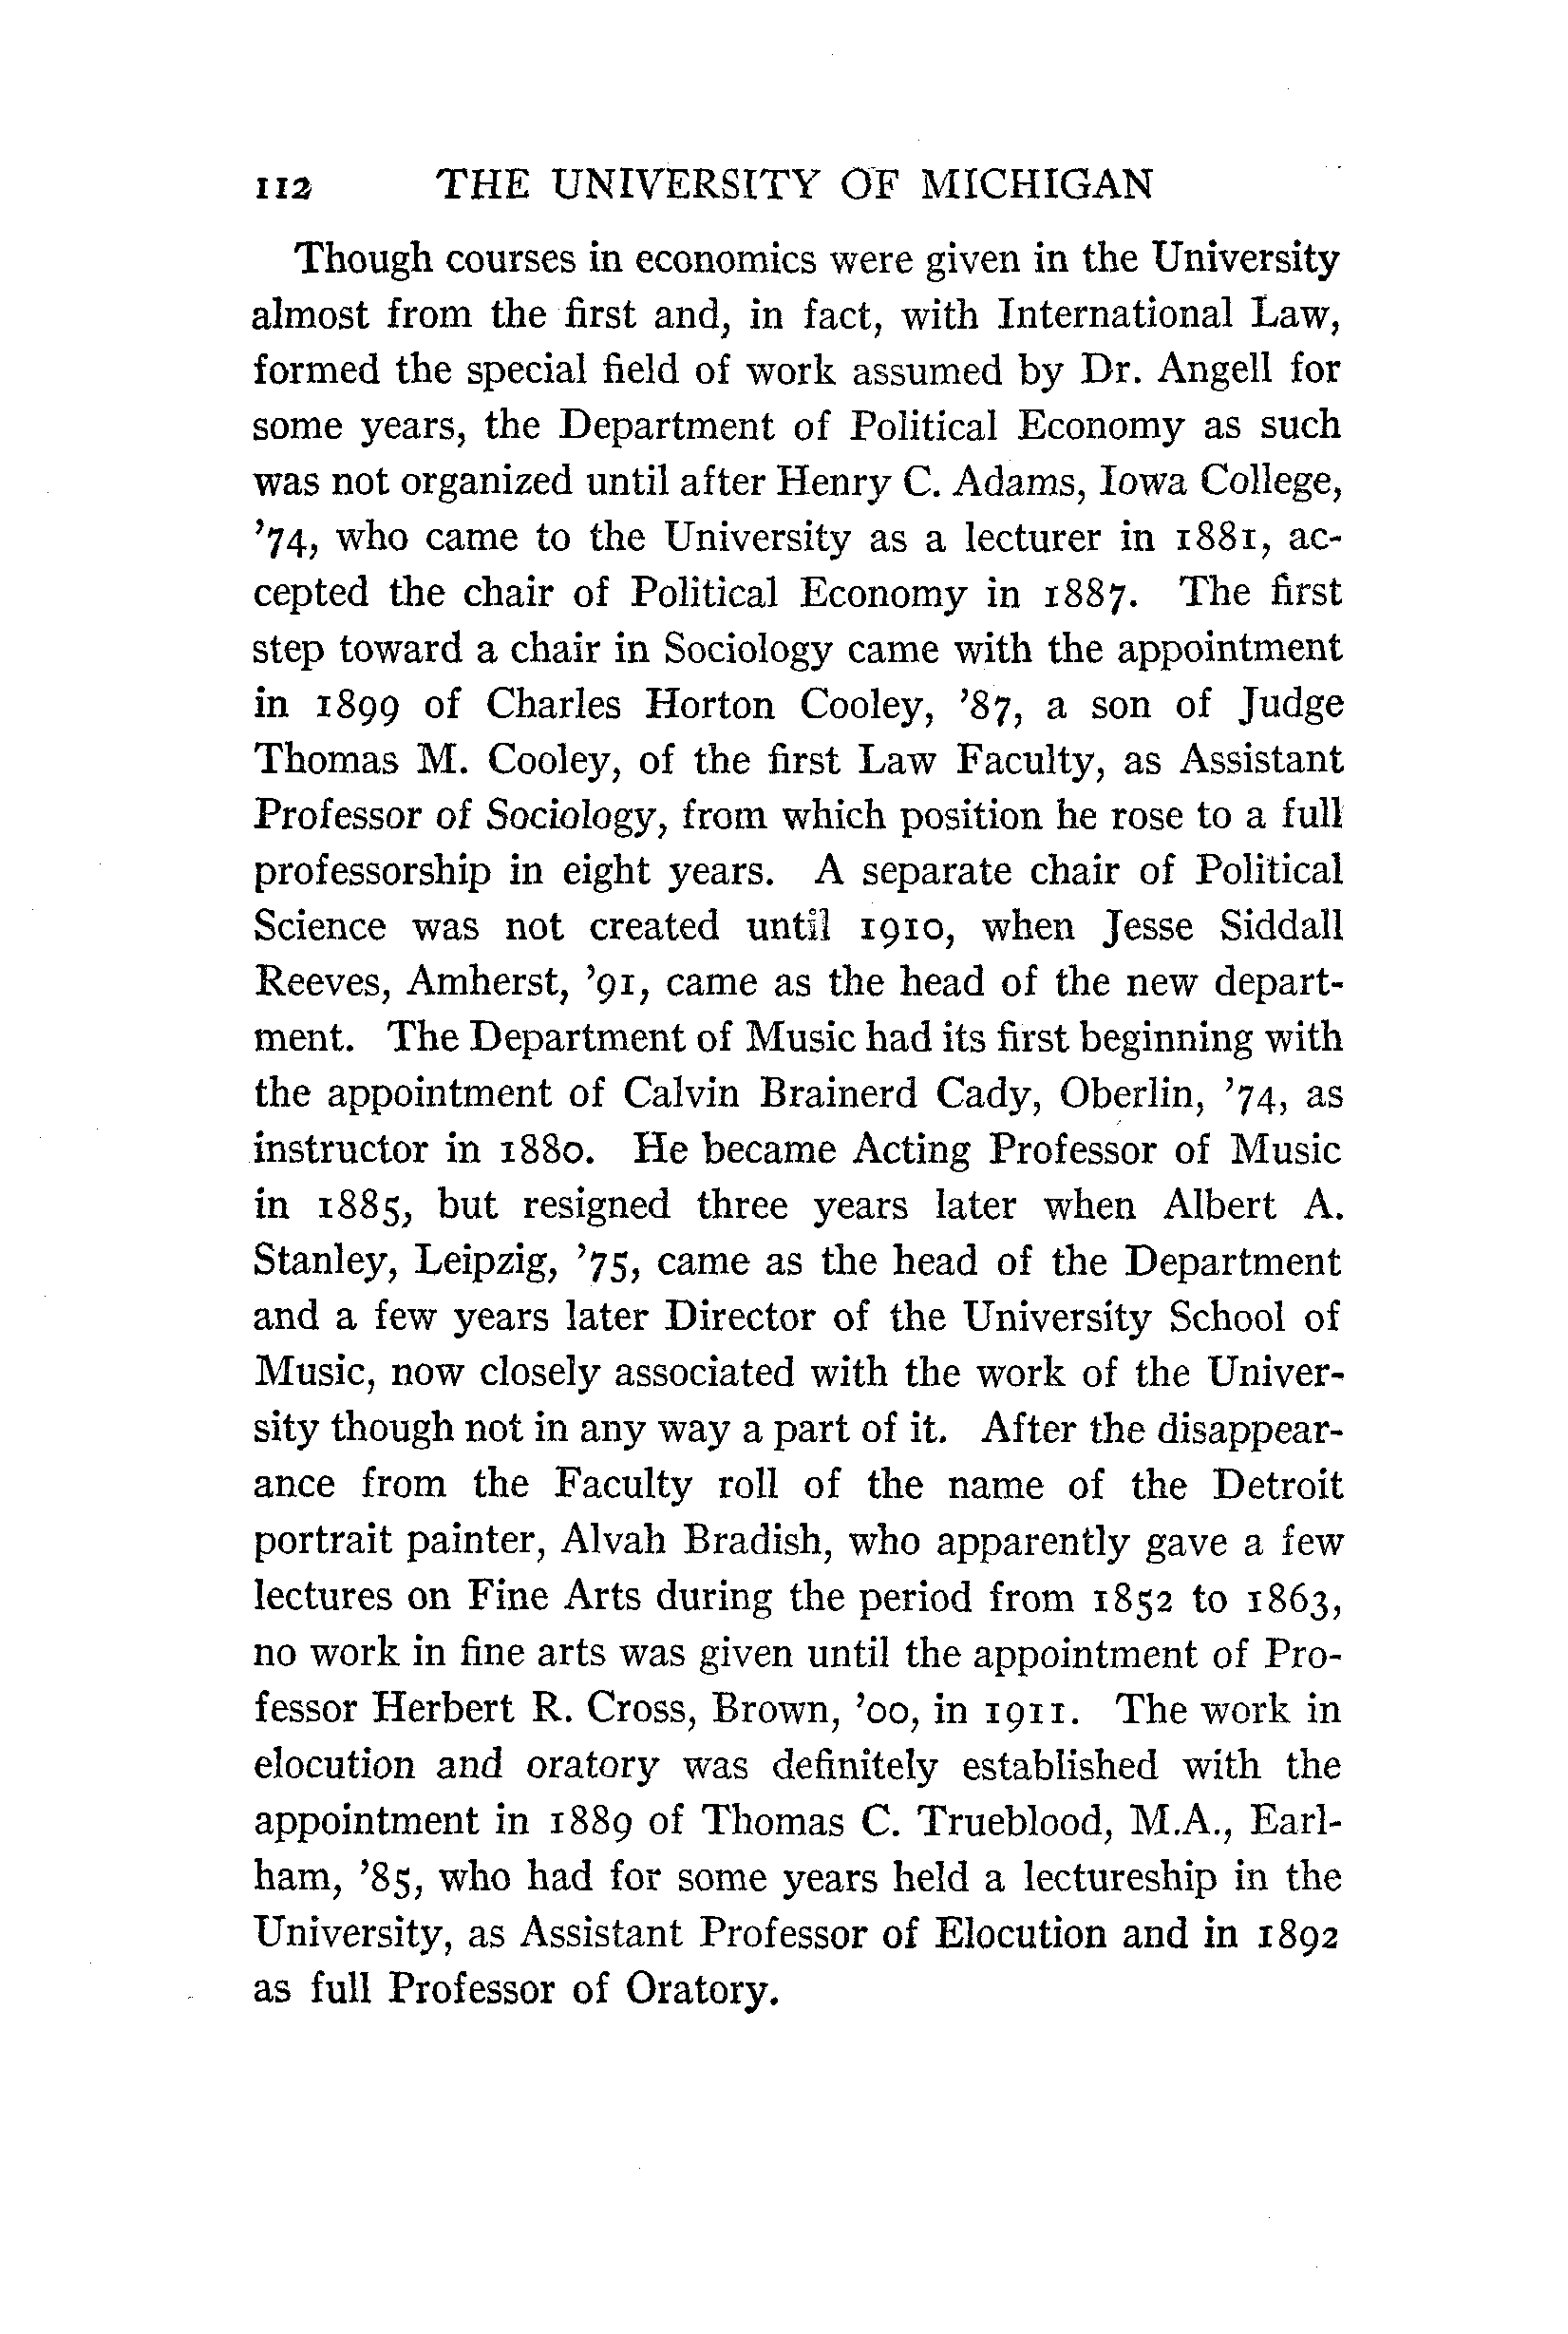 112 THE UNIVERSITY OF MICHIGAN
Though courses in economics were given in the University
almost from the first and, in fact, with International Law,
formed the special field of work assumed by Dr. Angell for
some years, the Department of Political Economy as such
was not organized until after Henry C. Adams, Iowa College,
'74, who came to the University as a lecturer in 1881, ac-
cepted the chair of Political Economy in 1887. The first
step toward a chair in Sociology came with the appointment
in 1899 of Charles Horton Cooley, '87, a son of Judge
Thomas M. Cooley, of the first Law Faculty, as Assistant
Professor of Sociology, from which position he rose to a full
professorship in eight years. A separate chair of Political
Science was not created until 1910, when Jesse Siddall
Reeves, Amherst, '91, came as the head of the new depart-
ment. The Department of Music had its first beginning with
the appointment of Calvin Brainerd Cady, Oberlin, '74, as
instructor in 1880. He became Acting Professor of Music
in 1885, but resigned three years later when Albert A.
Stanley, Leipzig, '75, came as the head of the Department
and a few years later Director of the University School of
Music, now closely associated with the work of the Univer-
sity though not in any way a part of it. After the disappear-
ance from the Faculty roll of the name of the Detroit
portrait painter, Alvah Bradish, who apparently gave a few
lectures on Fine Arts during the period from 1852 to 1863,
no work in fine arts was given until the appointment of Pro-
fessor Herbert R. Cross, Brown, '00, in 1911. The work in
elocution and oratory was definitely established with the
appointment in 1889 of Thomas C. Trueblood, M.A., Earl-
ham, '85, who had for some years held a lectureship in the
University, as Assistant Professor of Elocution and in 1892
as full Professor of Oratory.